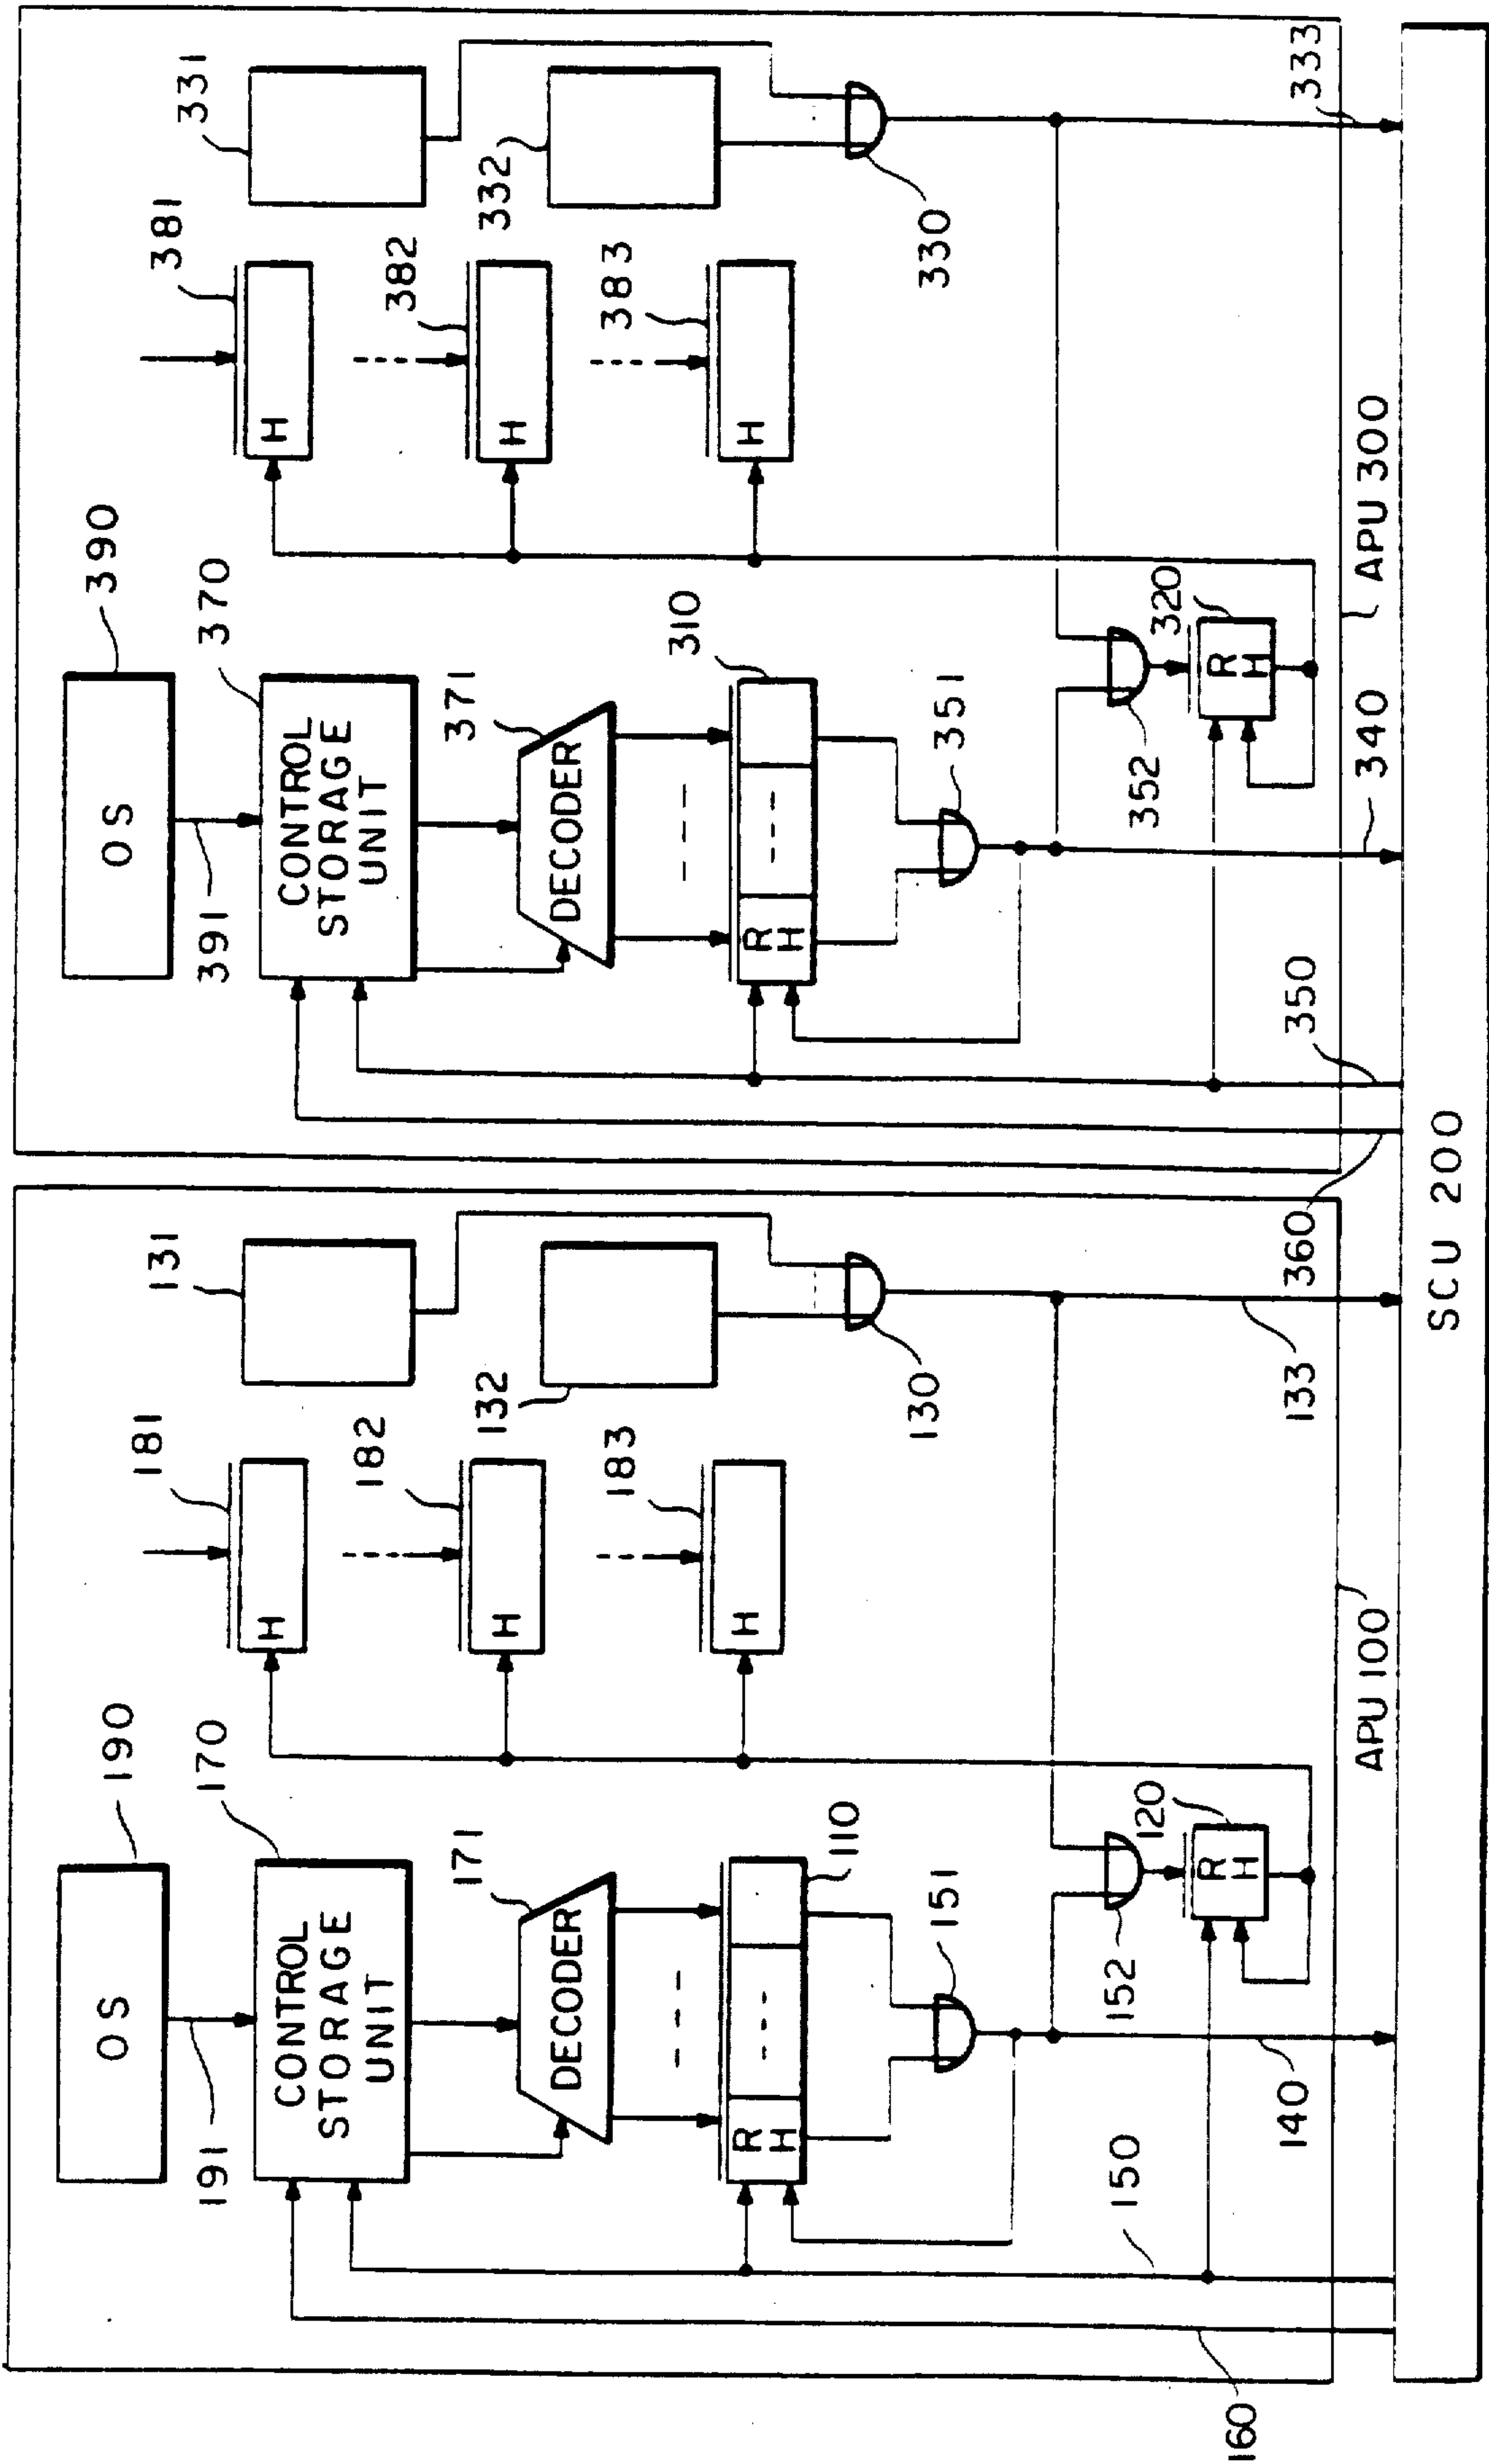 190
OS
191
170
CONTROL
STORAGE
UNIT
171
DECODER
110
R
H
151
152
120
R
H
181
H
182
H
183
H
131
132
130
133
140
150
160
APU 100
390
OS
391
370
CONTROL
STORAGE
UNIT
371
DECODER
310
R
H
351
352
320
R
H
381
H
382
H
383
H
331
332
330
333
340
350
360
APU 300
SCU 200